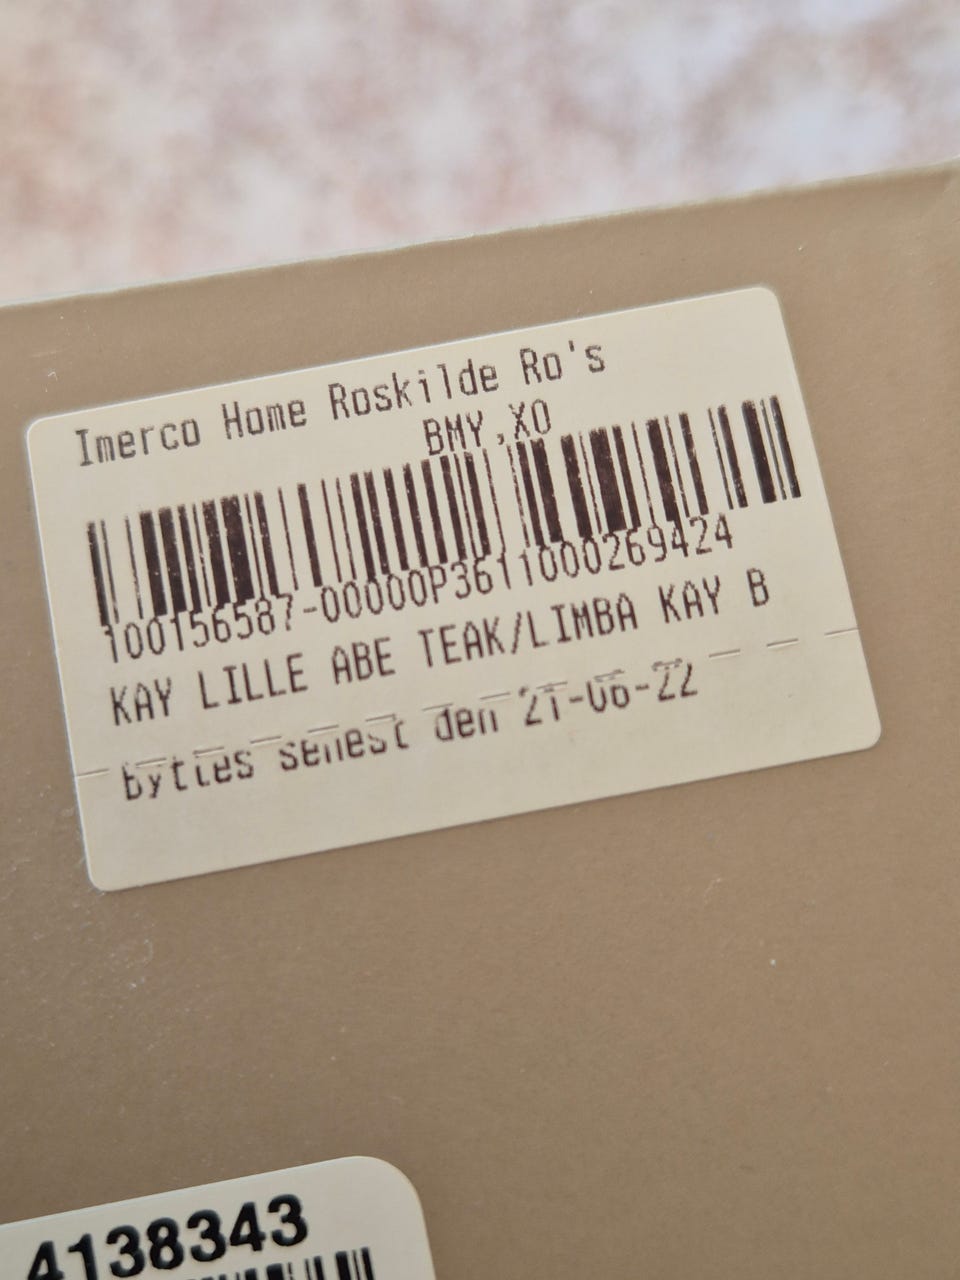 Imerco Home Roskilde Ro's
BMY,XO
100156587-00000P3611000269424
KAY LILLE ABE TEAK/LIMBA KAY B
Byttes senest den 21-06-22
4138343